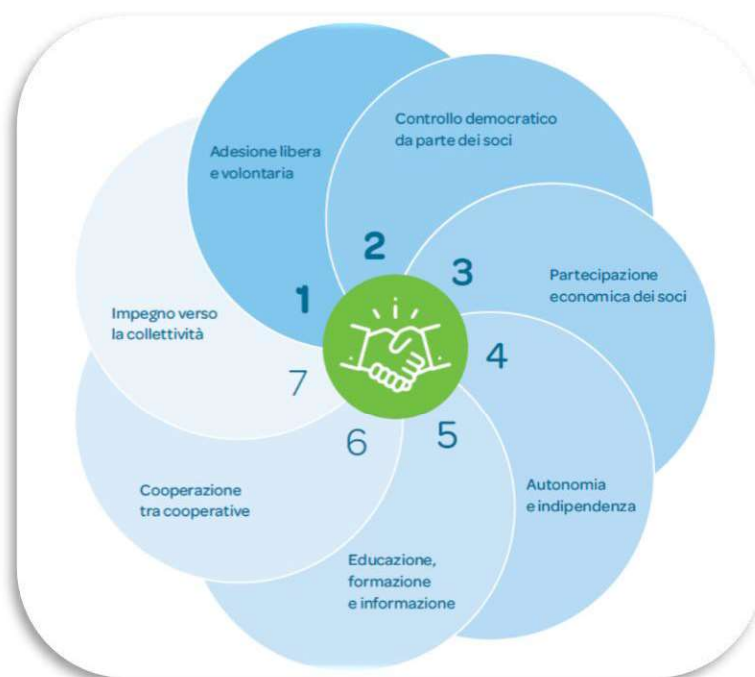 1
Adesione libera
e volontaria
2
Controllo democratico
da parte dei soci
3
Partecipazione
economica dei soci
4
Autonomia
e indipendenza
5
Educazione,
formazione
e informazione
6
Cooperazione
tra cooperative
7
Impegno verso
la collettività